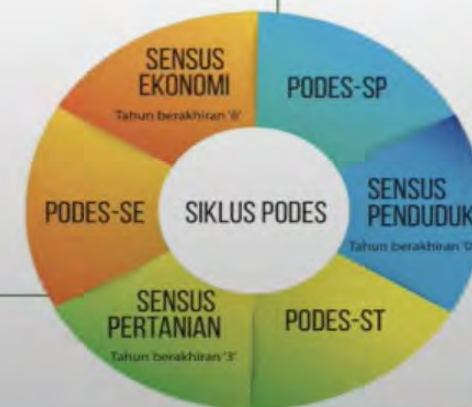 SENSUS
EKONOMI
Tahun berakhiran '6'
PODES-SP
PODES-SE
SIKLUS PODES
SENSUS
PENDUDUK
Tahun berakhiran '0
SENSUS
PERTANIAN
Tahun berakhiran '3'
PODES-ST